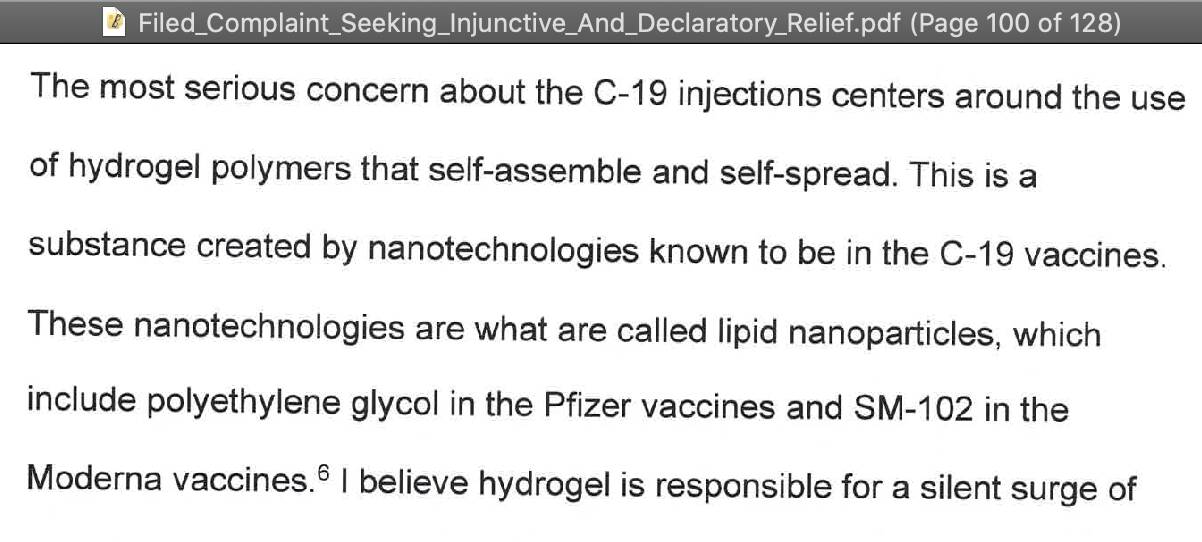 Filed_Complaint_Seeking_Injunctive_And_Declaratory_Relief.pdf (Page 100 of 128)
The most serious concern about the C-19 injections centers around the use
of hydrogel polymers that self-assemble and self-spread. This is a
substance created by nanotechnologies known to be in the C-19 vaccines.
These nanotechnologies are what are called lipid nanoparticles, which
include polyethylene glycol in the Pfizer vaccines and SM-102 in the
Moderna vaccines.6 I believe hydrogel is responsible for a silent surge of